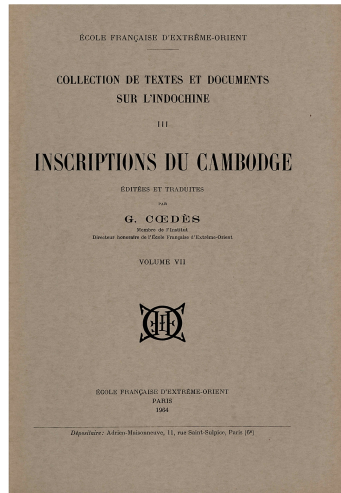 ÉCOLE FRANÇAISE D'EXTRÊME-ORIENT
COLLECTION DE TEXTES ET DOCUMENTS
SUR L'INDOCHINE
III
INSCRIPTIONS DU CAMBODGE
ÉDITÉES ET TRADUITES
PAR
G. CŒDÈS
Membre de l'Institut
Directeur honoraire de l'École Française d'Extrême-Orient
VOLUME VII
ÉCOLE FRANÇAISE D'EXTRÊME-ORIENT
PARIS
1964
Dépositaire: Adrien-Maisonneuve, 11, rue Saint-Sulpice, Paris (6e)